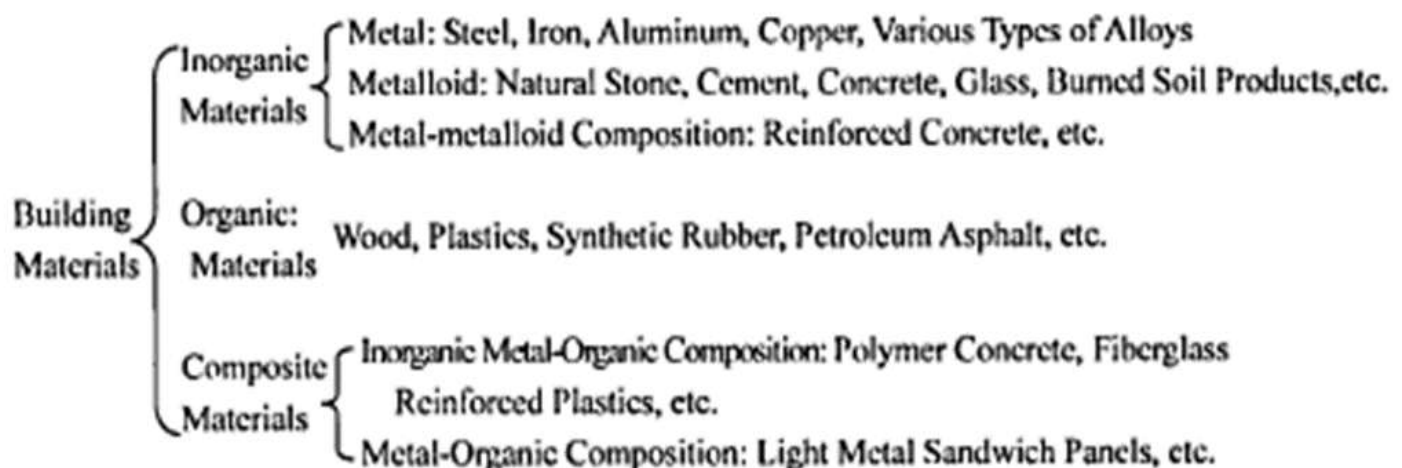 Inorganic
Materials
Metal: Steel, Iron, Aluminum, Copper, Various Types of Alloys
Metalloid: Natural Stone, Cement, Concrete, Glass, Burned Soil Products,etc.
Metal-metalloid Composition: Reinforced Concrete, etc.
Building
Materials
Organic:
Materials
Wood, Plastics, Synthetic Rubber, Petroleum Asphalt, etc.
Composite
Materials
Inorganic Metal-Organic Composition: Polymer Concrete, Fiberglass
Reinforced Plastics, etc.
Metal-Organic Composition: Light Metal Sandwich Panels, etc.